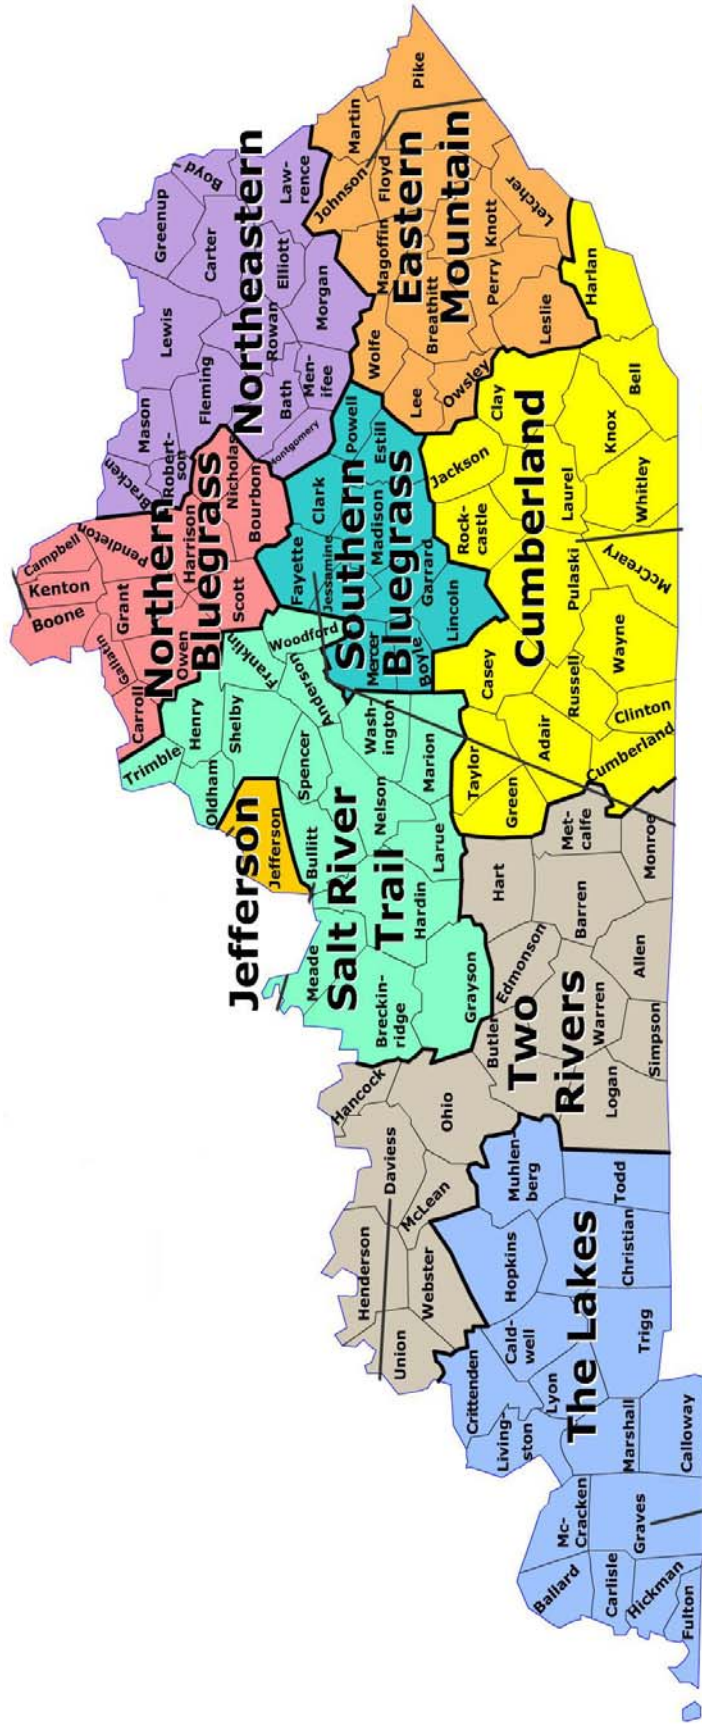 Northeastern
Greenup
Boyd
Lewis
Carter
Law-
rence
Mason
Fleming
Elliott
Rowan
Morgan
Bath
Men-
ifee
Montgomery
Bracken
Robert-
son
Northern
Bluegrass
Campbell
Kenton
Boone
Pendleton
Grant
Gallatin
Carroll
Owen
Harrison
Nicholas
Bourbon
Scott
Eastern
Mountain
Pike
Martin
Johnson
Floyd
Magoffin
Knott
Letcher
Perry
Breathitt
Leslie
Wolfe
Lee
Owsley
Southern
Bluegrass
Powell
Estill
Clark
Madison
Fayette
Jessamine
Garrard
Lincoln
Mercer
Boyle
Cumberland
Harlan
Bell
Knox
Clay
Jackson
Laurel
Whitley
Rock-
castle
Pulaski
McCreary
Wayne
Casey
Russell
Clinton
Cumberland
Adair
Taylor
Green
Jefferson
Jefferson
Salt River
Trail
Trimble
Henry
Oldham
Shelby
Franklin
Woodford
Anderson
Spencer
Wash-
ington
Marion
Nelson
Bullitt
Larue
Hardin
Meade
Breckin-
ridge
Grayson
Two
Rivers
Hart
Met-
calfe
Monroe
Barren
Edmonson
Allen
Warren
Butler
Simpson
Logan
Hancock
Ohio
Daviess
McLean
Henderson
Webster
Union
The Lakes
Muhlen-
berg
Todd
Hopkins
Christian
Cald-
well
Trigg
Crittenden
Lyon
Living-
ston
Marshall
Calloway
Mc-
Cracken
Graves
Ballard
Carlisle
Hickman
Fulton